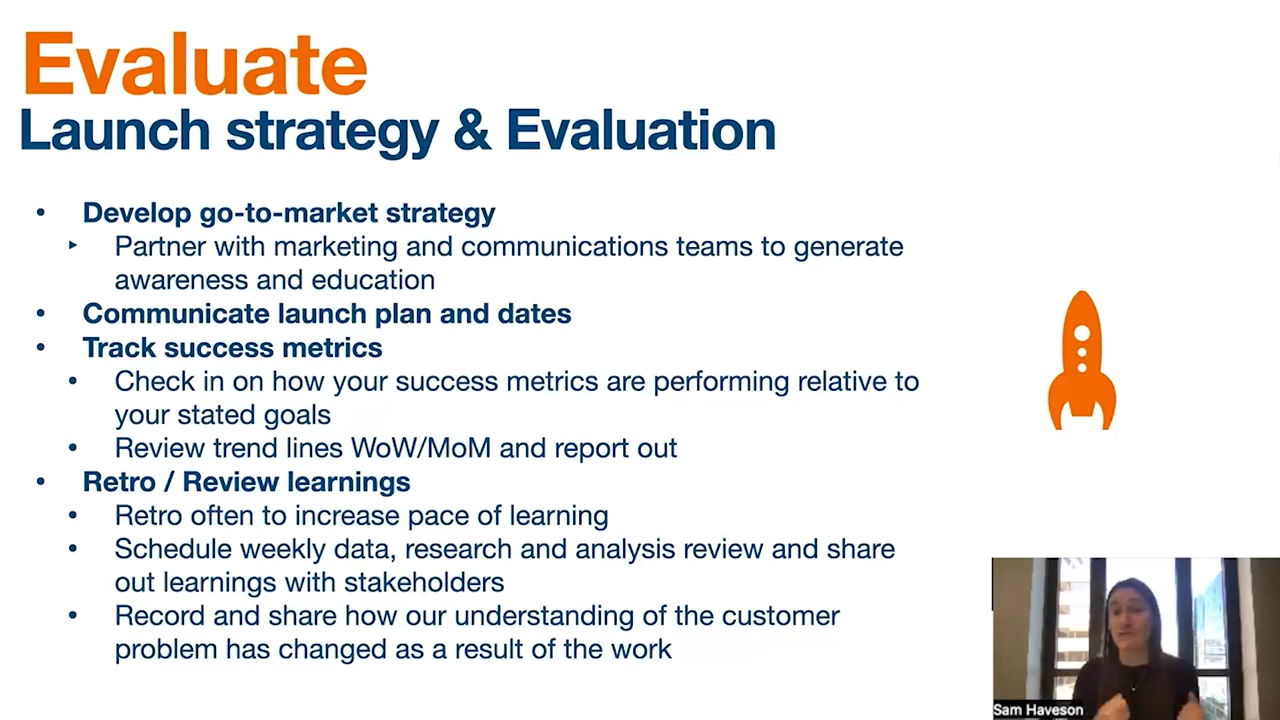 Evaluate
Launch strategy & Evaluation
• Develop go-to-market strategy
▸ Partner with marketing and communications teams to generate
awareness and education
• Communicate launch plan and dates
• Track success metrics
• Check in on how your success metrics are performing relative to
your stated goals
• Review trend lines WoW/MoM and report out
• Retro / Review learnings
• Retro often to increase pace of learning
• Schedule weekly data, research and analysis review and share
out learnings with stakeholders
• Record and share how our understanding of the customer
problem has changed as a result of the work
Sam Haveson